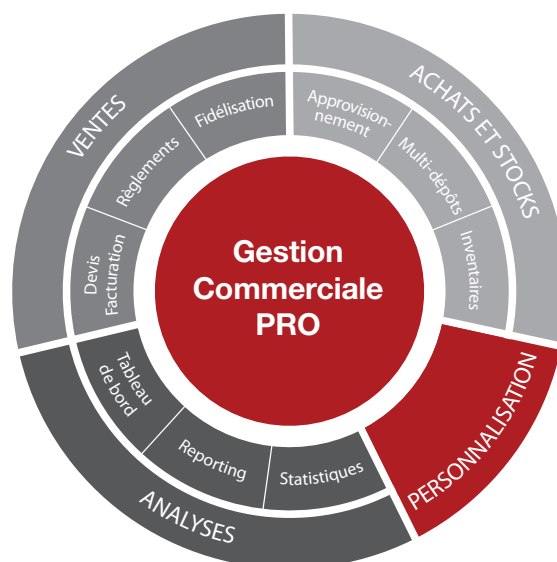 VENTES
Devis
Facturation
Règlements
Fidélisation
ACHATS ET STOCKS
Approvision-
nement
Multi-dépôts
Inventaires
Gestion
Commerciale
PRO
PERSONNALISATION
ANALYSES
Tableau
de bord
Reporting
Statistiques